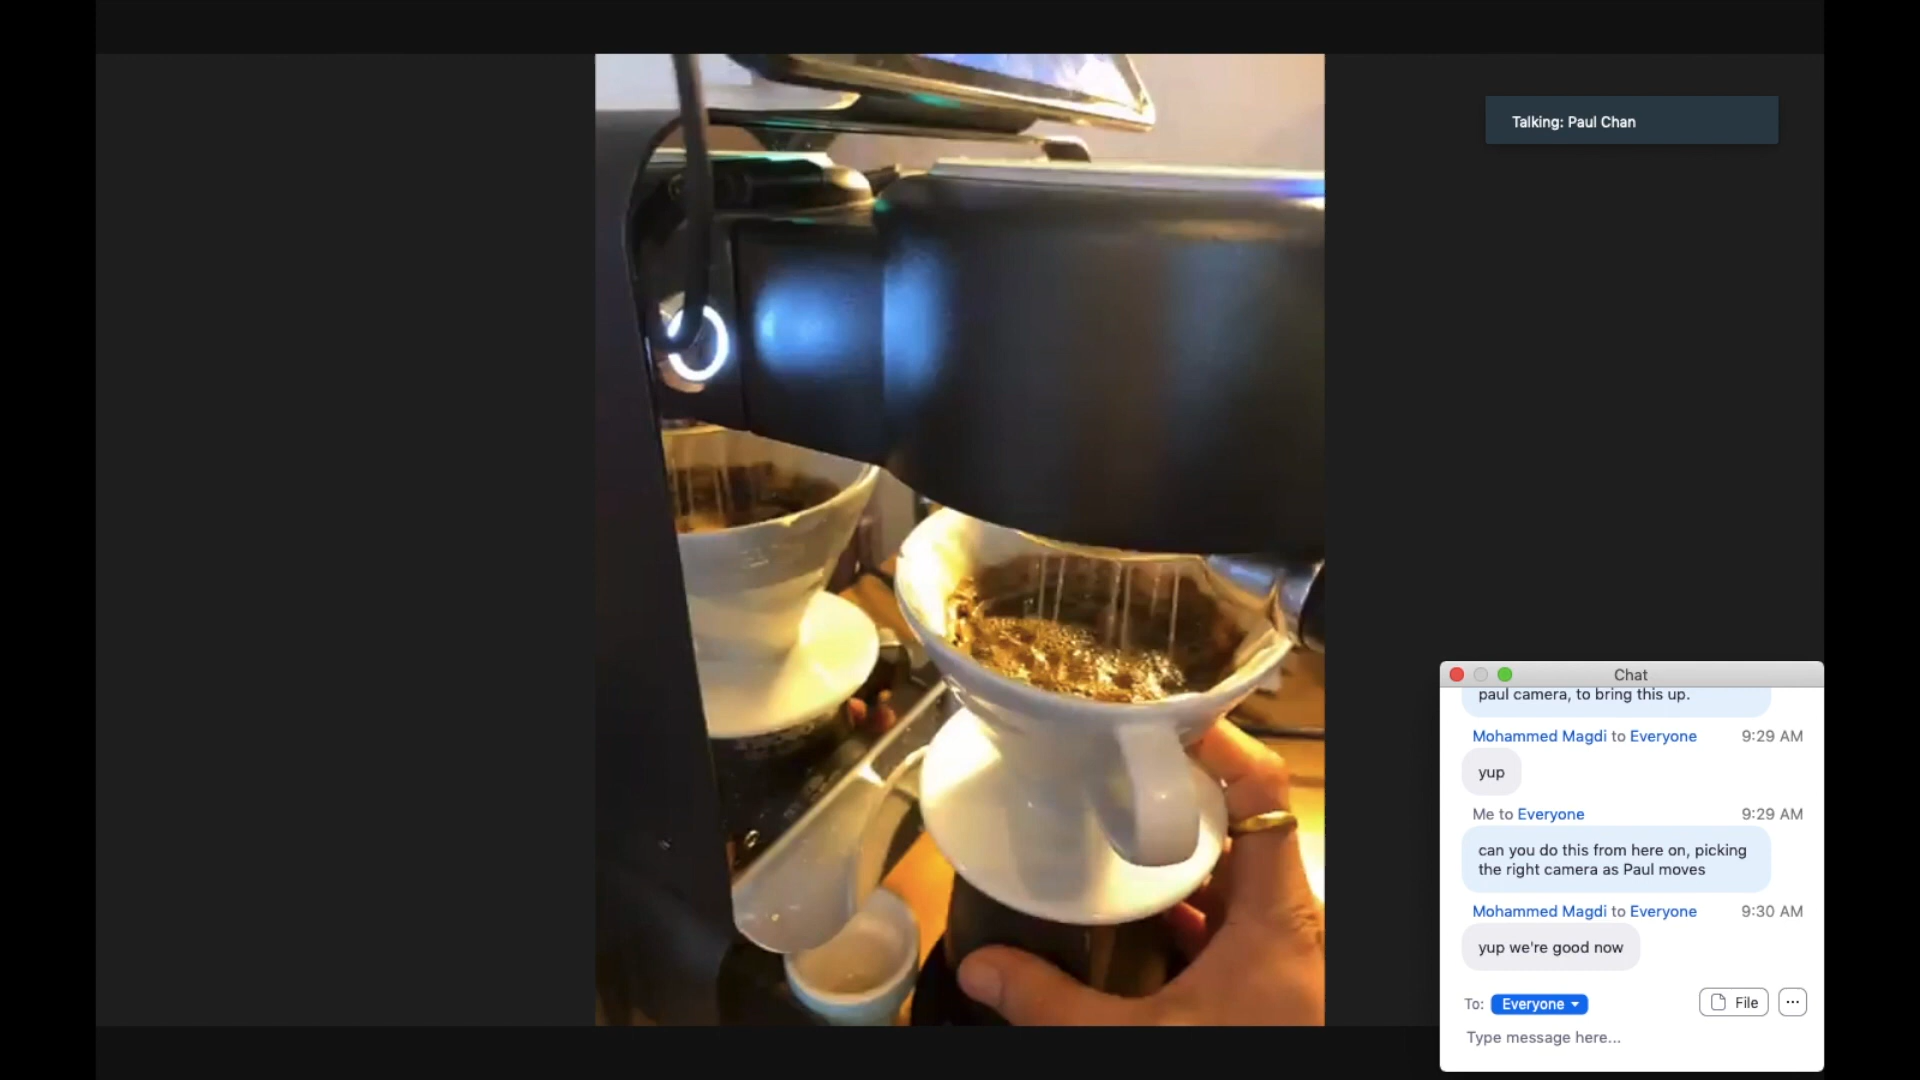 Talking: Paul Chan
Chat
paul camera, to bring this up.
Mohammed Magdi to Everyone 9:29 AM
yup
Me to Everyone 9:29 AM
can you do this from here on, picking
the right camera as Paul moves
Mohammed Magdi to Everyone 9:30 AM
yup we're good now
To: Everyone File
Type message here...